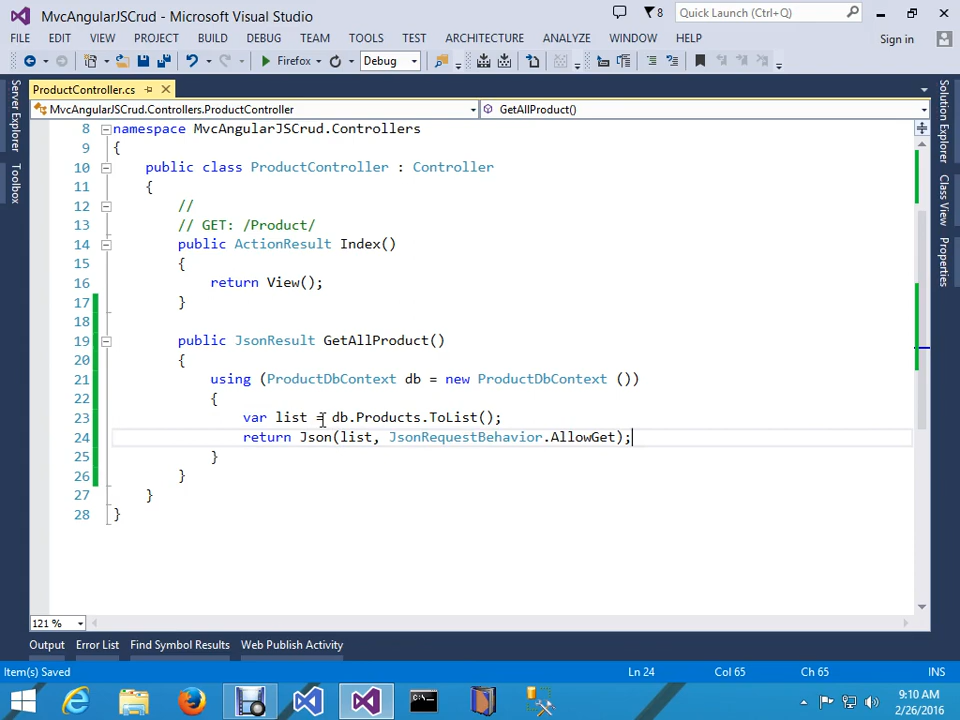 MvcAngularJSCrud - Microsoft Visual Studio
8
Quick Launch (Ctrl+Q)
FILE EDIT VIEW PROJECT BUILD DEBUG TEAM TOOLS TEST ARCHITECTURE ANALYZE WINDOW HELP Sign in
Firefox Debug
Server Explorer
Toolbox
ProductController.cs
MvcAngularJSCrud.Controllers.ProductController GetAllProduct()
8 namespace MvcAngularJSCrud.Controllers
9 {
10 public class ProductController : Controller
11 {
12 //
13 // GET: /Product/
14 public ActionResult Index()
15 {
16 return View();
17 }
18
19 public JsonResult GetAllProduct()
20 {
21 using (ProductDbContext db = new ProductDbContext ())
22 {
23 var list = db.Products.ToList();
24 return Json(list, JsonRequestBehavior.AllowGet);
25 }
26 }
27 }
28 }
Solution Explorer
Class View
Properties
121 %
Output Error List Find Symbol Results Web Publish Activity
Item(s) Saved Ln 24 Col 65 Ch 65 INS
9:10 AM
2/26/2016